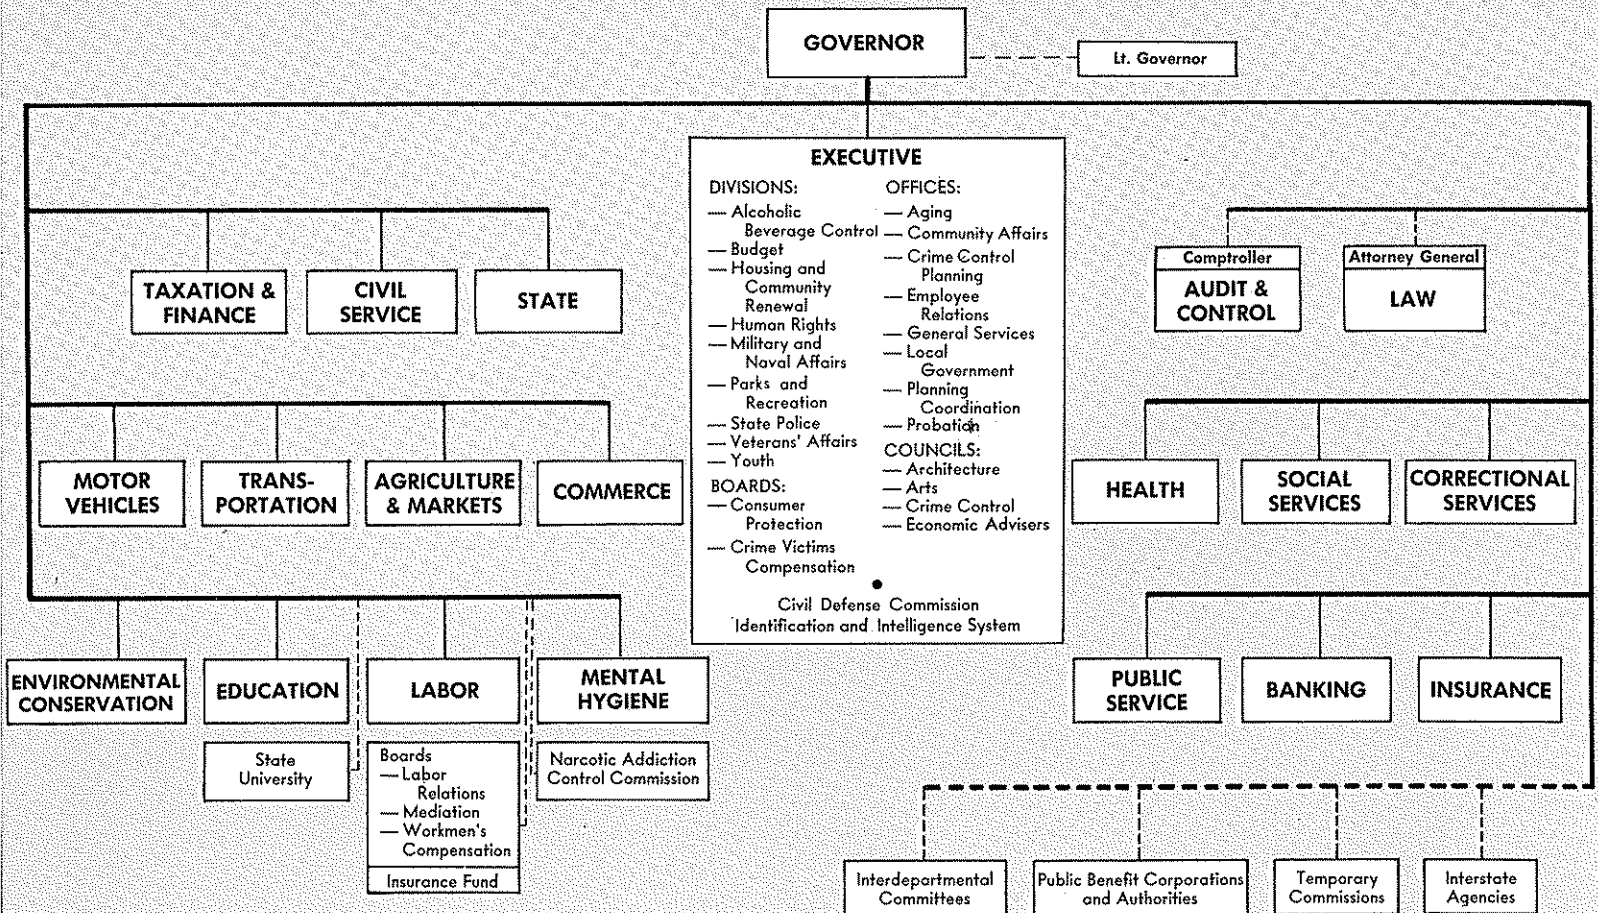 GOVERNOR
Lt. Governor
EXECUTIVE
DIVISIONS:
— Alcoholic
Beverage Control
— Budget
— Housing and
Community
Renewal
— Human Rights
— Military and
Naval Affairs
— Parks and
Recreation
— State Police
— Veterans' Affairs
— Youth
BOARDS:
— Consumer
Protection
— Crime Victims
Compensation
OFFICES:
— Aging
— Community Affairs
— Crime Control
Planning
— Employee
Relations
— General Services
— Local
Government
— Planning
Coordination
— Probation
COUNCILS:
— Architecture
— Arts
— Crime Control
— Economic Advisers
•
Civil Defense Commission
Identification and Intelligence System
TAXATION &
FINANCE
CIVIL
SERVICE
STATE
Comptroller
AUDIT &
CONTROL
Attorney General
LAW
MOTOR
VEHICLES
TRANS-
PORTATION
AGRICULTURE
& MARKETS
COMMERCE
HEALTH
SOCIAL
SERVICES
CORRECTIONAL
SERVICES
ENVIRONMENTAL
CONSERVATION
EDUCATION
LABOR
MENTAL
HYGIENE
PUBLIC
SERVICE
BANKING
INSURANCE
State
University
Boards
— Labor
Relations
— Mediation
— Workmen's
Compensation
Insurance Fund
Narcotic Addiction
Control Commission
Interdepartmental
Committees
Public Benefit Corporations
and Authorities
Temporary
Commissions
Interstate
Agencies